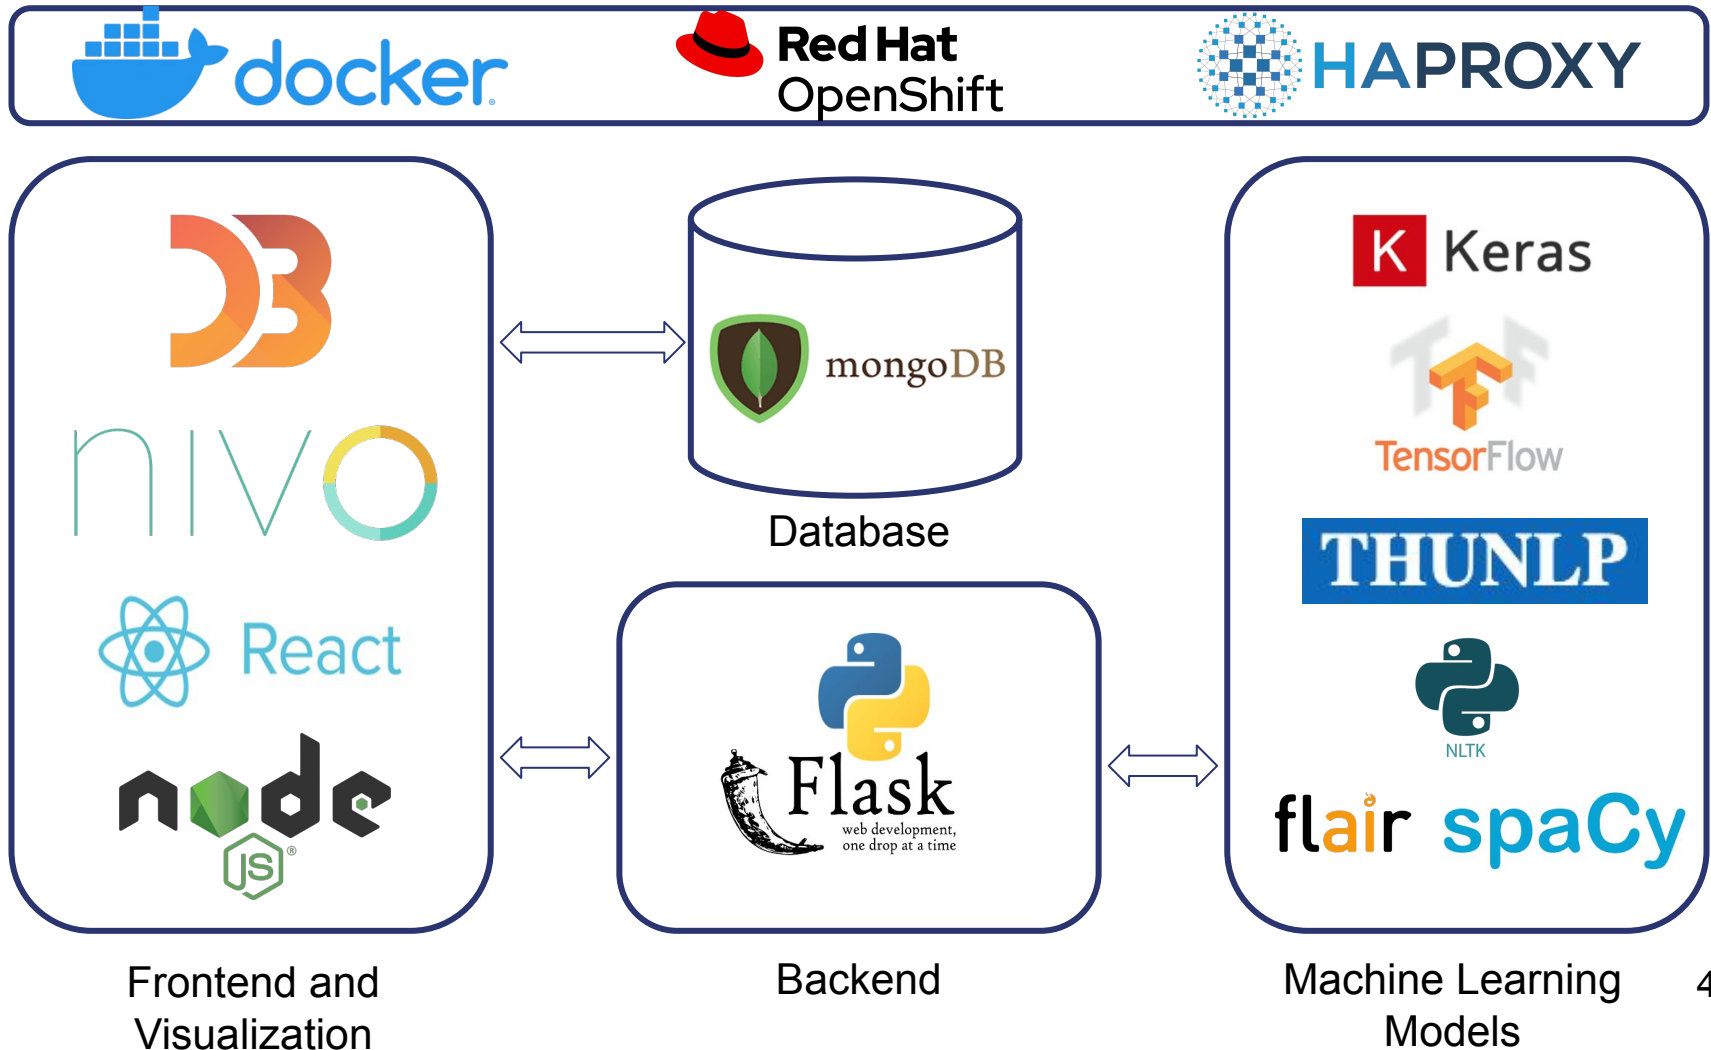 docker
Red Hat
OpenShift
HAPROXY
D3
nivo
React
node
JS®
mongoDB
Database
Flask
web development,
one drop at a time
K Keras
TensorFlow
THUNLP
NLTK
flair spaCy
Frontend and
Visualization
Backend
Machine Learning
Models
4